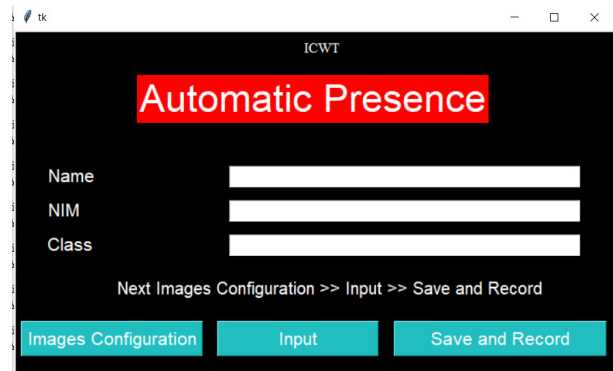 tk
ICWT
Automatic Presence
Name
NIM
Class
Next Images Configuration >> Input >> Save and Record
Images Configuration Input Save and Record